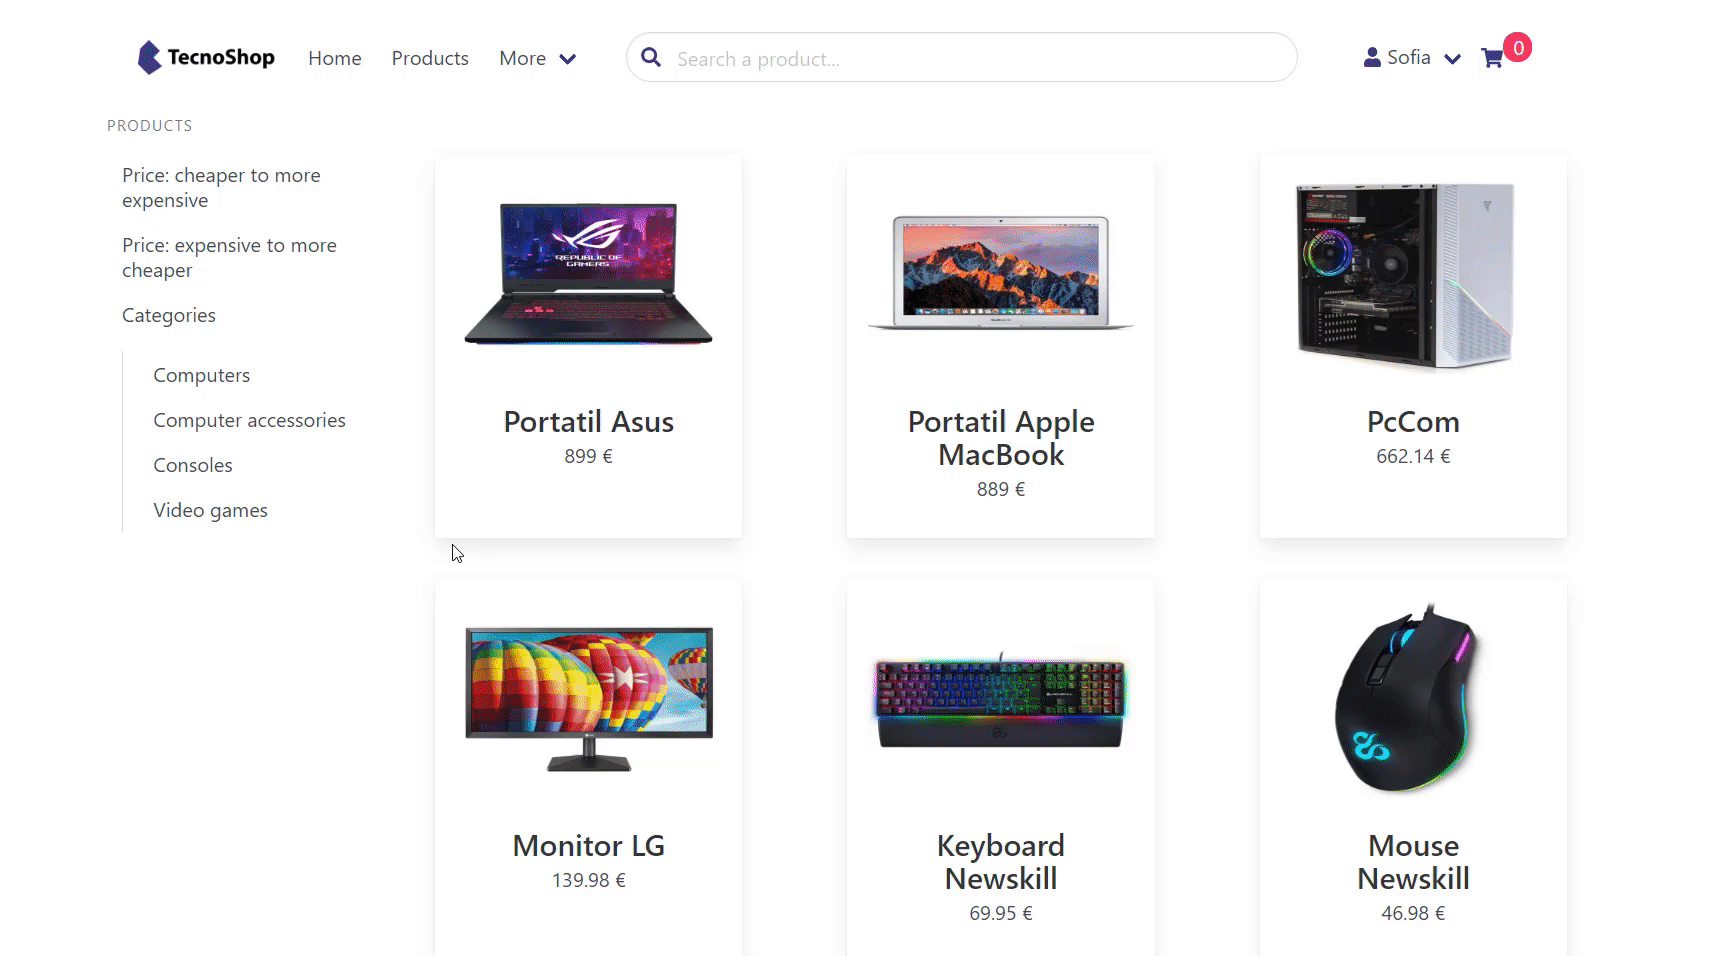 TecnoShop
Home
Products
More
Search a product...
Sofia
0
PRODUCTS
Price: cheaper to more
expensive
Price: expensive to more
cheaper
Categories
Computers
Computer accessories
Consoles
Video games
REPUBLIC OF
GAMERS
Portatil Asus
899 €
Portatil Apple
MacBook
889 €
PcCom
662.14 €
Monitor LG
139.98 €
Keyboard
Newskill
69.95 €
Mouse
Newskill
46.98 €